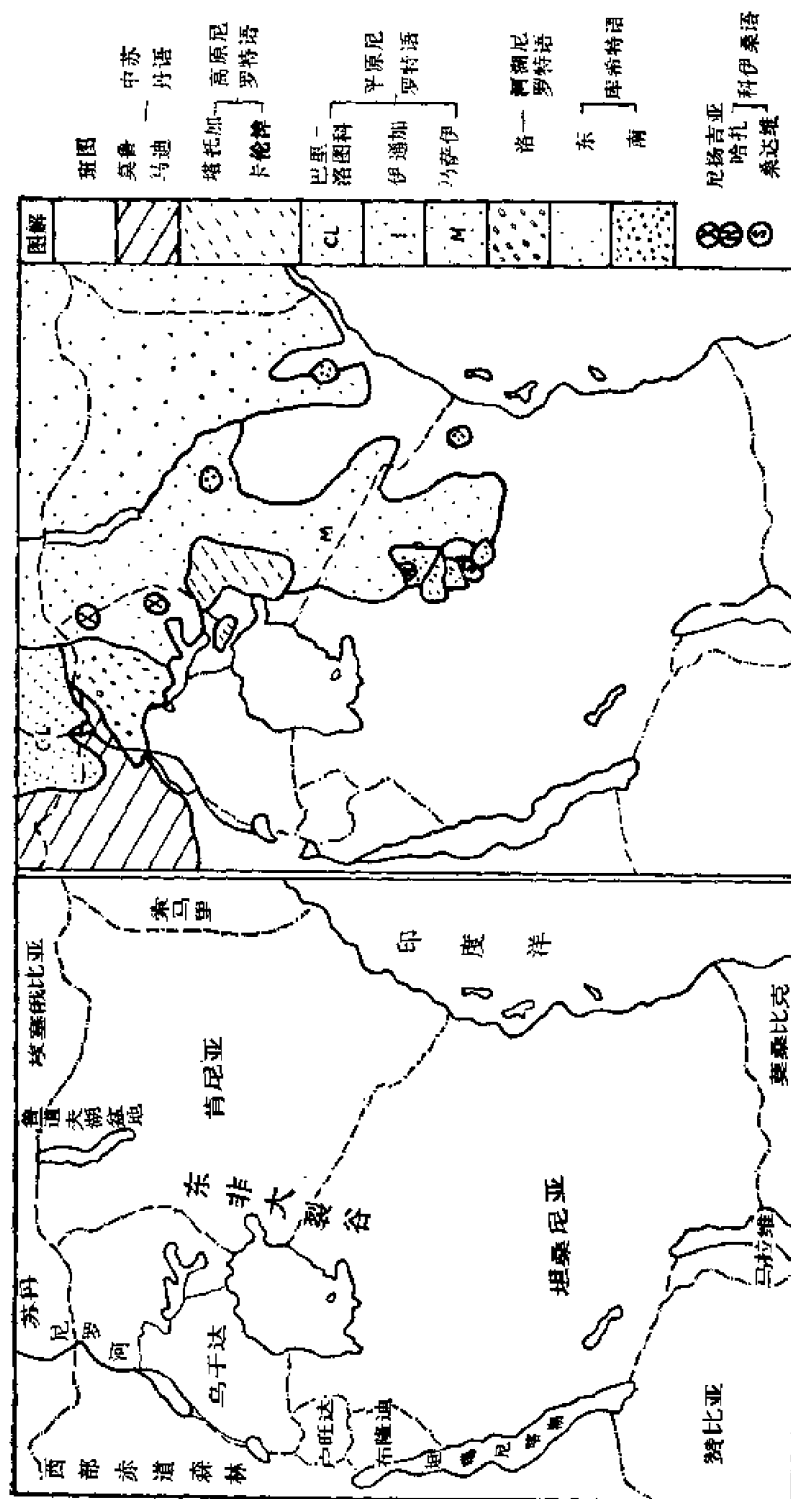 图解
班图
莫鲁
马迪
中苏
丹语
塔托加
卡伦津
高原尼
罗特语
CL
巴里-
洛图科
I
伊通加
M
马萨伊
平原尼
罗特语
洛
河湖尼
罗特语
东
南
库希特语
N
尼扬吉亚
H
哈扎
S
桑达维
科伊桑语
CL
M
埃塞俄比亚
索马里
鲁道夫湖盆地
苏丹
尼罗河
肯尼亚
东非大裂谷
乌干达
印度洋
卢旺达
布隆迪
坦噶尼喀湖
坦桑尼亚
西部赤道森林
赞比亚
马拉维
莫桑比克